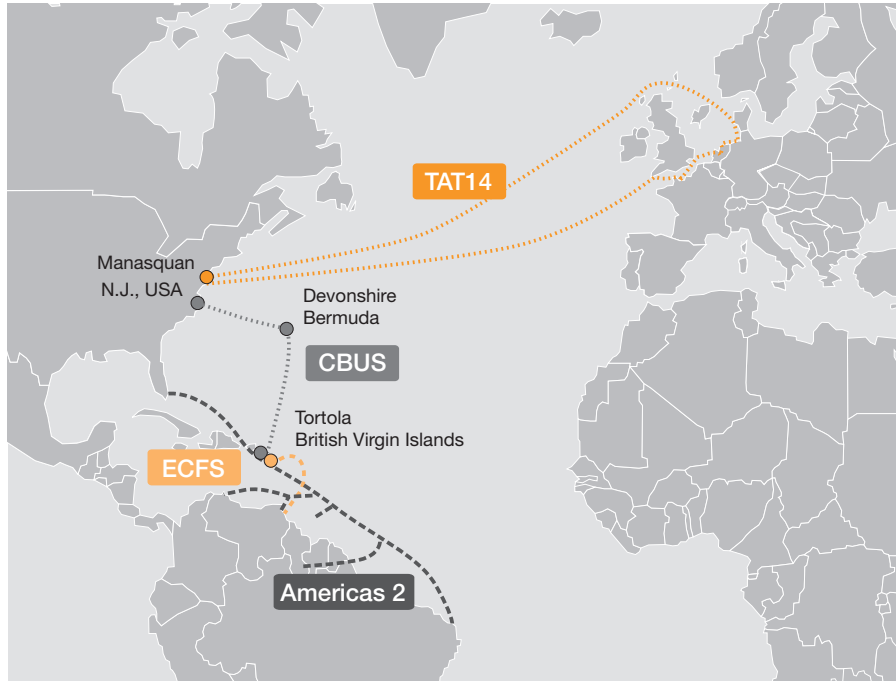 TAT14
Manasquan
N.J., USA
Devonshire
Bermuda
CBUS
Tortola
British Virgin Islands
ECFS
Americas 2